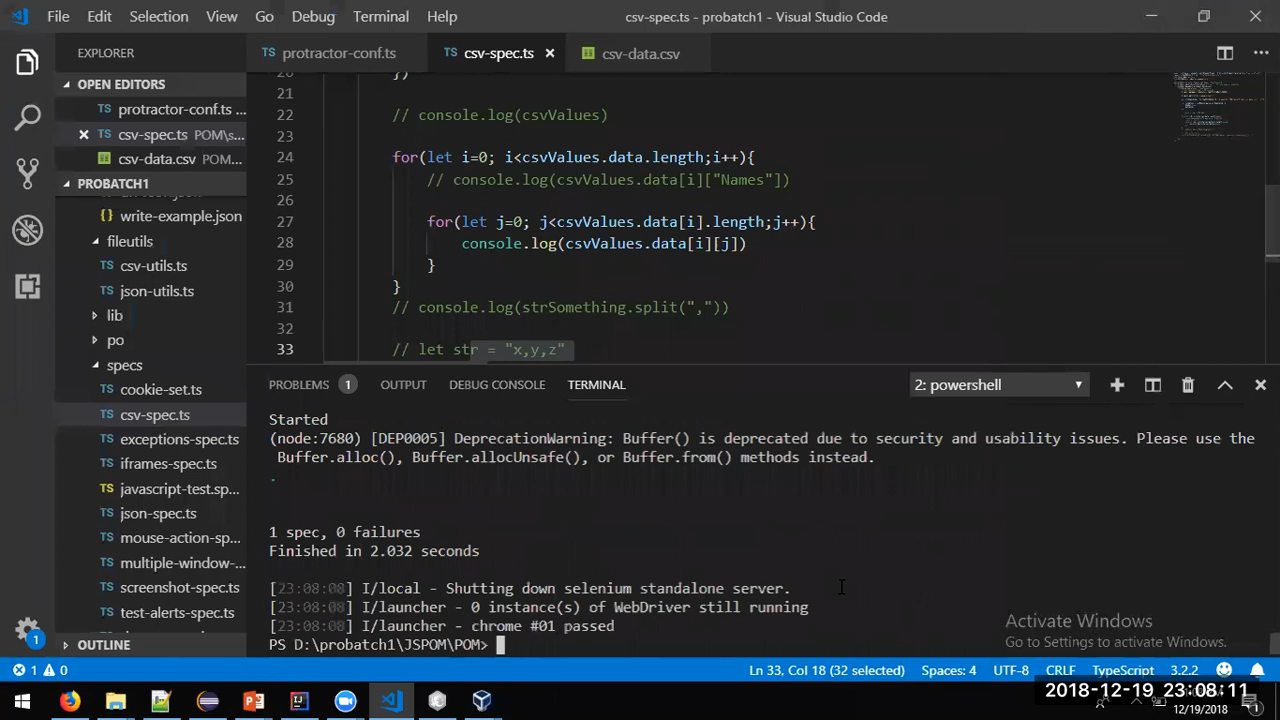 File Edit Selection View Go Debug Terminal Help csv-spec.ts - probatch1 - Visual Studio Code
EXPLORER
OPEN EDITORS
TS protractor-conf.ts
TS csv-spec.ts POM\s...
csv-data.csv POM...
PROBATCH1
{} write-example.json
fileutils
TS csv-utils.ts
TS json-utils.ts
lib
po
specs
TS cookie-set.ts
TS csv-spec.ts
TS exceptions-spec.ts
TS iframes-spec.ts
TS javascript-test.sp...
TS json-spec.ts
TS mouse-action-sp...
TS multiple-window-...
TS screenshot-spec.ts
TS test-alerts-spec.ts
OUTLINE
TS protractor-conf.ts TS csv-spec.ts csv-data.csv
21
22 // console.log(csvValues)
23
24 for(let i=0; i<csvValues.data.length;i++){
25 // console.log(csvValues.data[i]["Names"])
26
27 for(let j=0; j<csvValues.data[i].length;j++){
28 console.log(csvValues.data[i][j])
29 }
30 }
31 // console.log(strSomething.split(","))
32
33 // let str = "x,y,z"
PROBLEMS 1 OUTPUT DEBUG CONSOLE TERMINAL 2: powershell
Started
(node:7680) [DEP0005] DeprecationWarning: Buffer() is deprecated due to security and usability issues. Please use the
Buffer.alloc(), Buffer.allocUnsafe(), or Buffer.from() methods instead.
.
1 spec, 0 failures
Finished in 2.032 seconds
[23:08:08] I/local - Shutting down selenium standalone server.
[23:08:08] I/launcher - 0 instance(s) of WebDriver still running
[23:08:08] I/launcher - chrome #01 passed
PS D:\probatch1\JSPOM\POM>
Activate Windows
Go to Settings to activate Windows.
1
1 0 Ln 33, Col 18 (32 selected) Spaces: 4 UTF-8 CRLF TypeScript 3.2.2
2018-12-19 23:08:11
12/19/2018